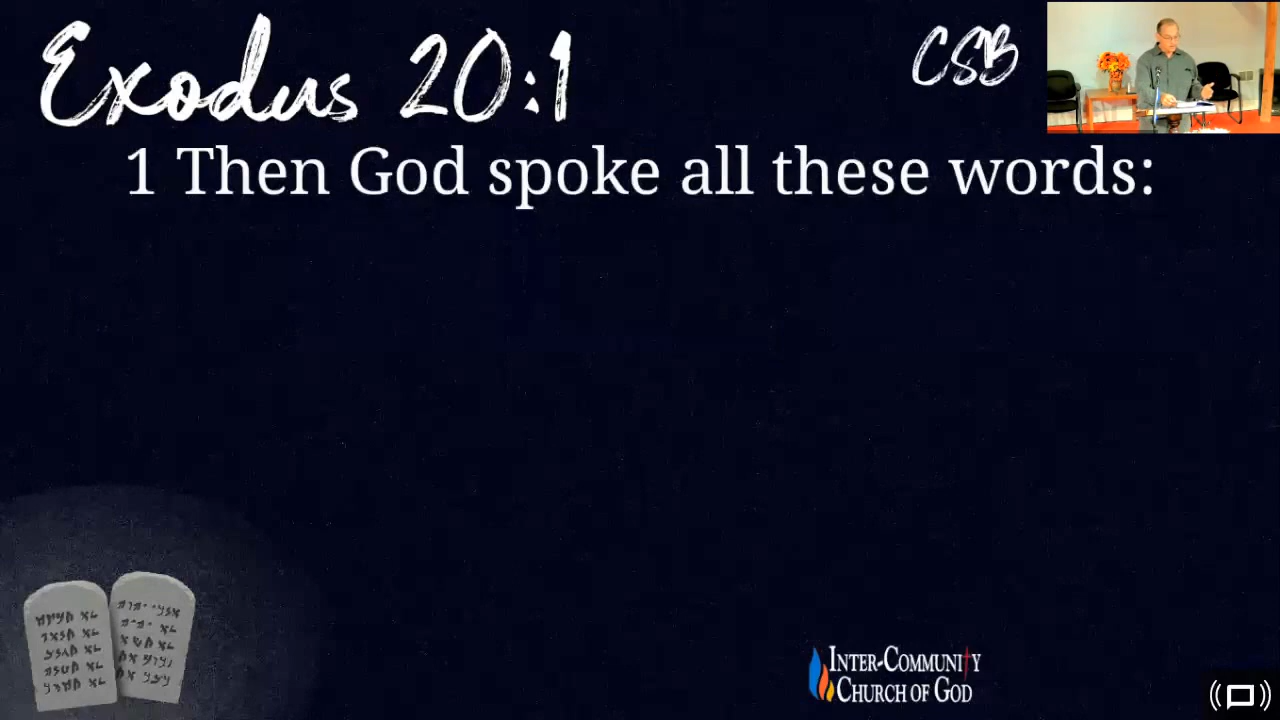 Exodus 20:1
CSB
1 Then God spoke all these words:
INTER-COMMUNITY
CHURCH OF GOD